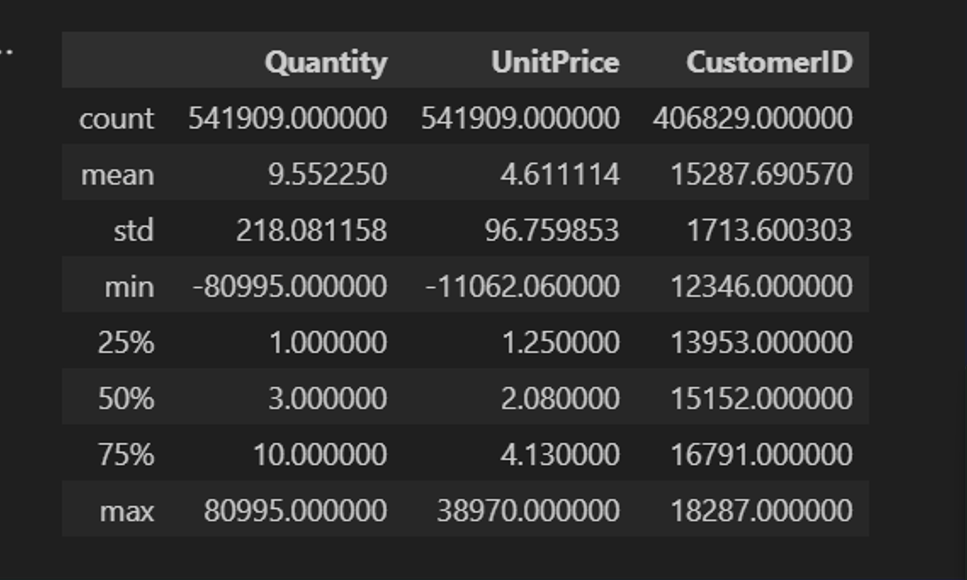 ..
Quantity UnitPrice CustomerID
count 541909.000000 541909.000000 406829.000000
mean 9.552250 4.611114 15287.690570
std 218.081158 96.759853 1713.600303
min -80995.000000 -11062.060000 12346.000000
25% 1.000000 1.250000 13953.000000
50% 3.000000 2.080000 15152.000000
75% 10.000000 4.130000 16791.000000
max 80995.000000 38970.000000 18287.000000